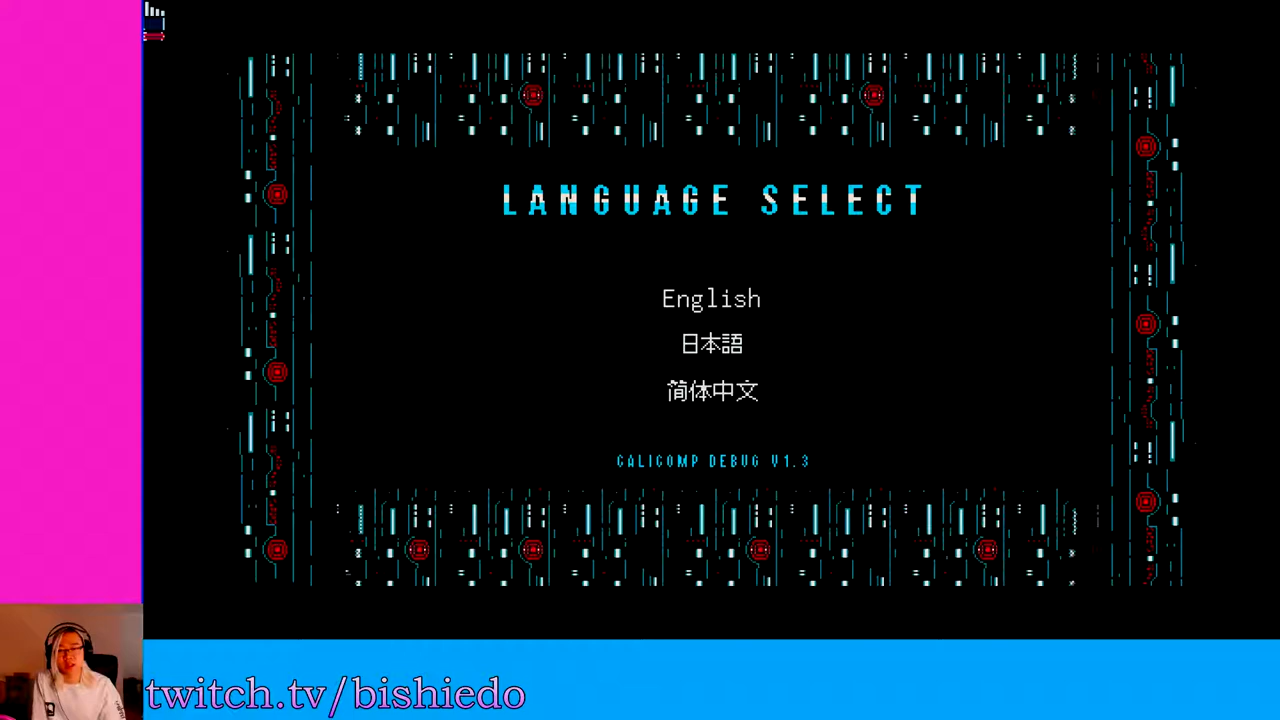 LANGUAGE SELECT
English
日本語
简体中文
CALICOMP DEBUG V1.3
twitch.tv/bishiedo